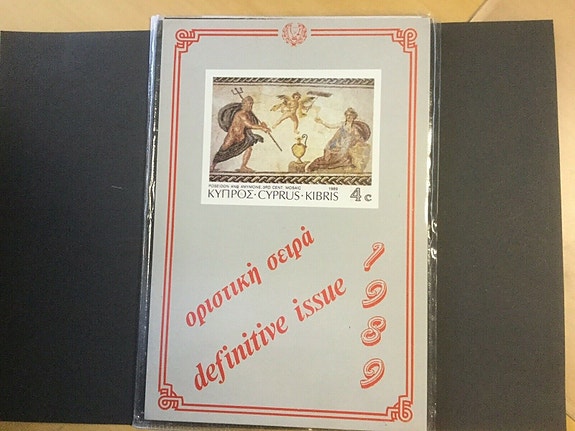 POSEIDON AND AMYMONE-3RD CENT. MOSAIC 1989
ΚΥΠΡΟΣ·CYPRUS·KIBRIS 4c
οριστική σειρά
definitive issue
1989